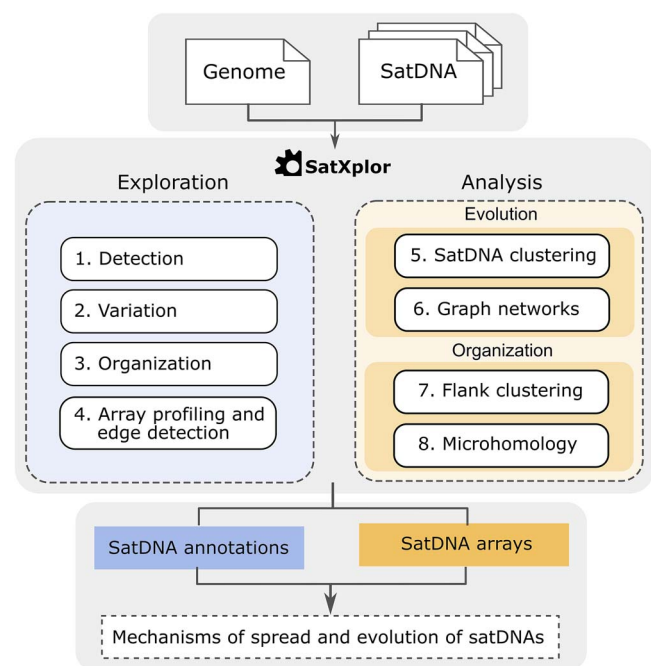 Genome
SatDNA
SatXplor
Exploration
1. Detection
2. Variation
3. Organization
4. Array profiling and
edge detection
Analysis
Evolution
5. SatDNA clustering
6. Graph networks
Organization
7. Flank clustering
8. Microhomology
SatDNA annotations
SatDNA arrays
Mechanisms of spread and evolution of satDNAs